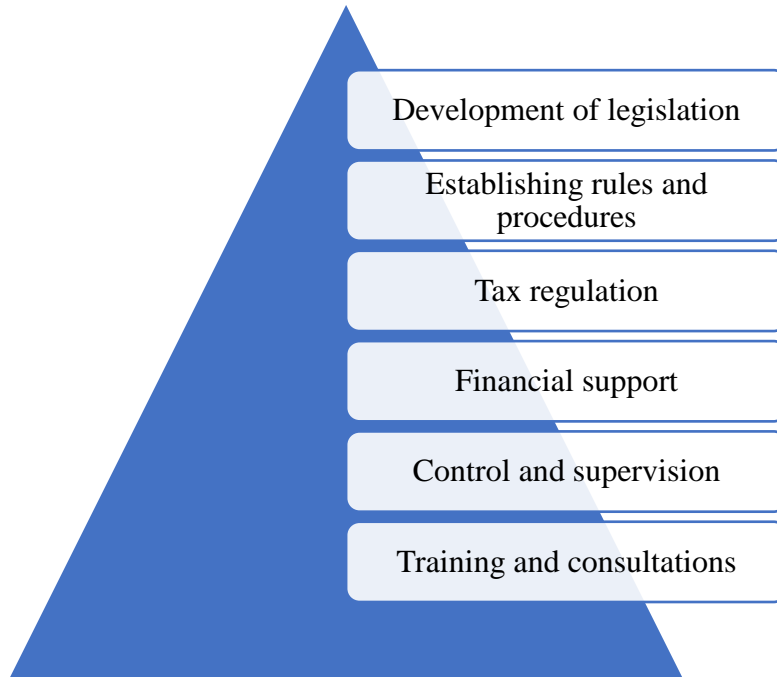 Development of legislation
Establishing rules and
procedures
Tax regulation
Financial support
Control and supervision
Training and consultations